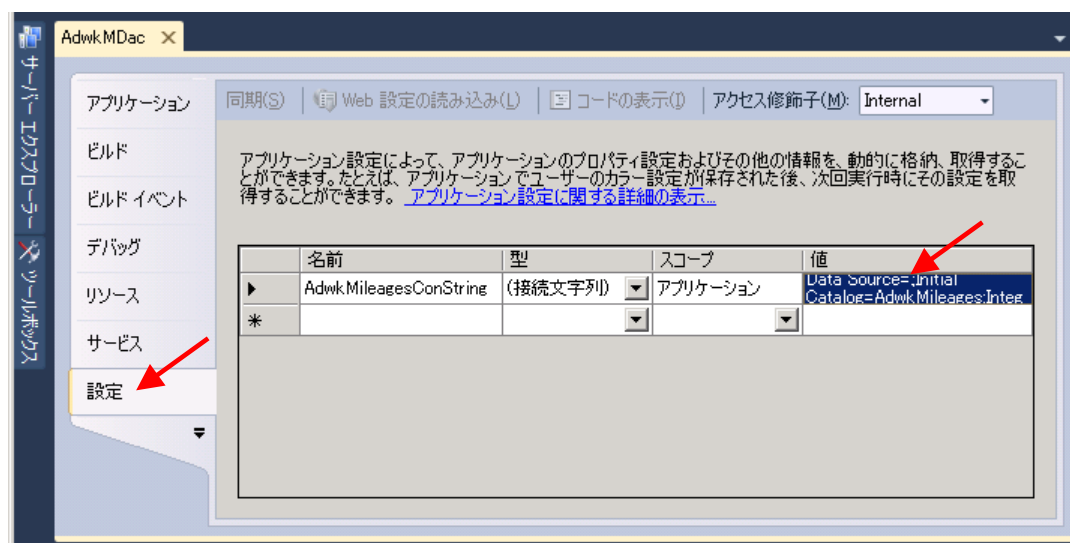 AdwkMDac
サーバー エクスプローラー
ツールボックス
アプリケーション
ビルド
ビルド イベント
デバッグ
リソース
サービス
設定
同期(S) Web 設定の読み込み(L) コードの表示(I) アクセス修飾子(M): Internal
アプリケーション設定によって、アプリケーションのプロパティ設定およびその他の情報を、動的に格納、取得するこ
とができます。たとえば、アプリケーションでユーザーのカラー設定が保存された後、次回実行時にその設定を取
得することができます。 アプリケーション設定に関する詳細の表示...
名前 型 スコープ 値
AdwkMileagesConString (接続文字列) アプリケーション Data Source=.;Initial
Catalog=AdwkMileages;Integ